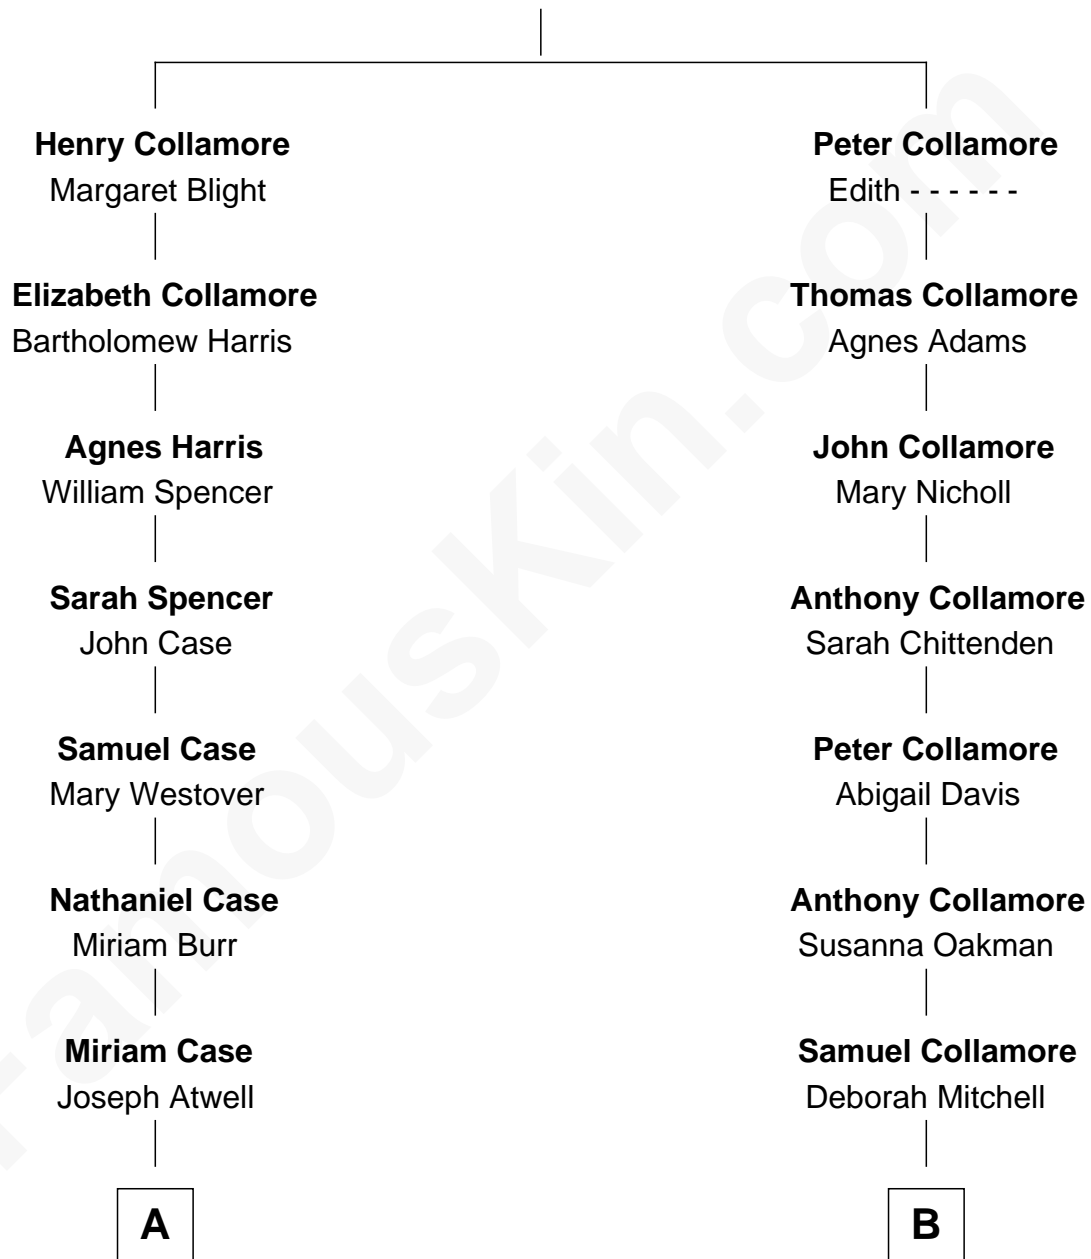 Henry Collamore
Margaret Blight
Elizabeth Collamore
Bartholomew Harris
Agnes Harris
William Spencer
Sarah Spencer
John Case
Samuel Case
Mary Westover
Nathaniel Case
Miriam Burr
Miriam Case
Joseph Atwell
A
Peter Collamore
Edith - - - - - -
Thomas Collamore
Agnes Adams
John Collamore
Mary Nicholl
Anthony Collamore
Sarah Chittenden
Peter Collamore
Abigail Davis
Anthony Collamore
Susanna Oakman
Samuel Collamore
Deborah Mitchell
B
FamousKin.com